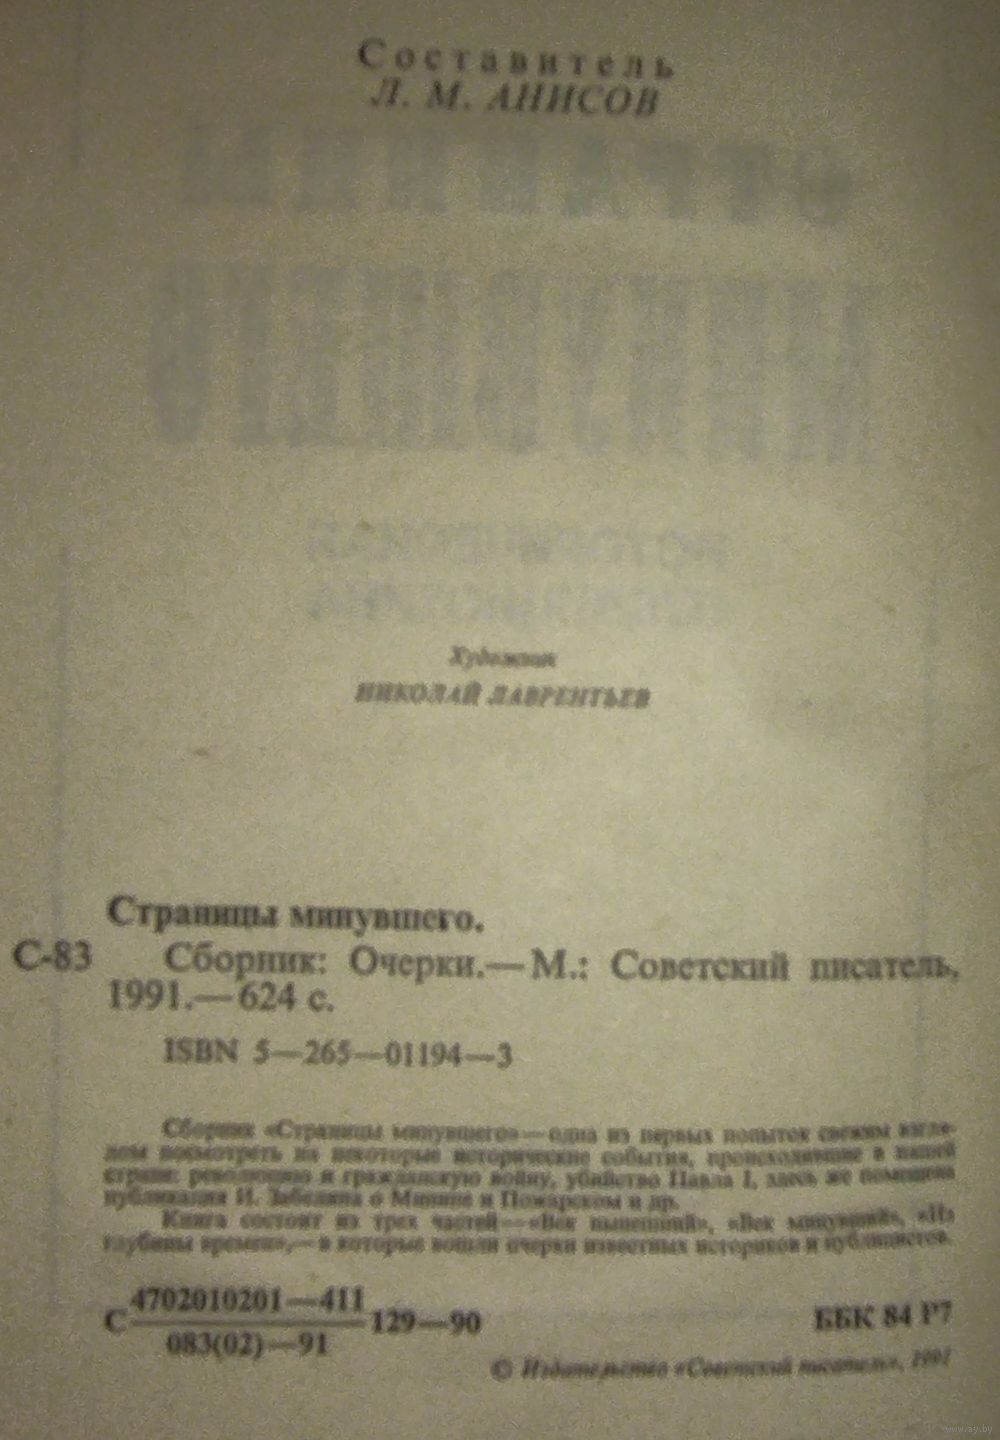 Составитель
Л. М. АНИСОВ
Художник
НИКОЛАЙ ЛАВРЕНТЬЕВ
Страницы минувшего.
С-83 Сборник: Очерки.—М.: Советский писатель,
1991.—624 с.
ISBN 5—265—01194—3
Сборник «Страницы минувшего»—одна из первых попыток свежим взгля-
дом посмотреть на некоторые исторические события, происходившие в нашей
стране: революцию и гражданскую войну, убийство Павла I, здесь же помещена
публикация И. Забелина о Минине и Пожарском и др.
Книга состоит из трех частей—«Век нынешний», «Век минувший», «Из
глубины времен»,—в которые вошли очерки известных историков и публицистов.
С 4702010201—411 129—90
083(02)—91
ББК 84 Р7
© Издательство «Советский писатель», 1991
www.ay.by